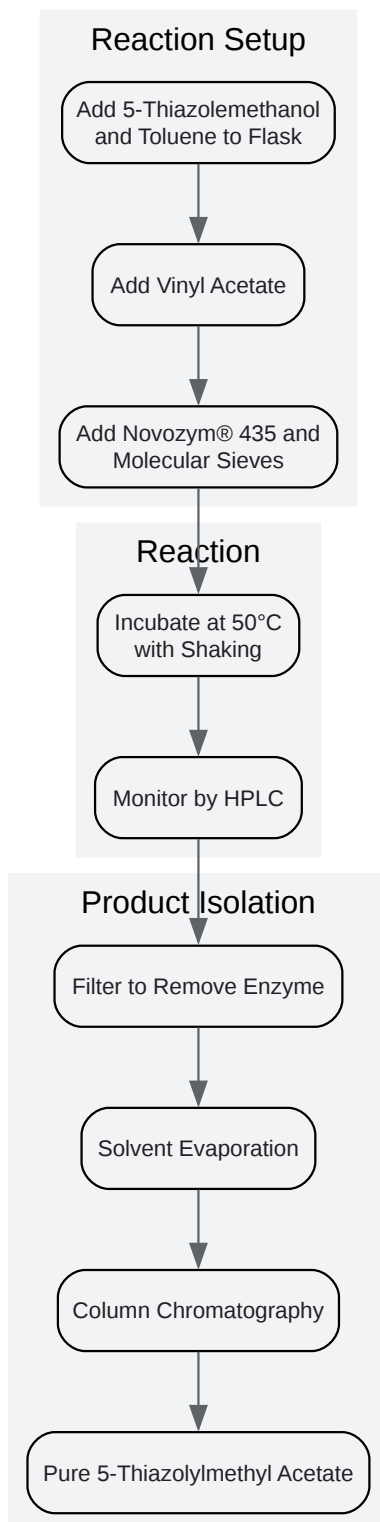 Reaction Setup
Add 5-Thiazolemethanol
and Toluene to Flask
Add Vinyl Acetate
Add Novozym® 435 and
Molecular Sieves
Reaction
Incubate at 50°C
with Shaking
Monitor by HPLC
Product Isolation
Filter to Remove Enzyme
Solvent Evaporation
Column Chromatography
Pure 5-Thiazolylmethyl Acetate